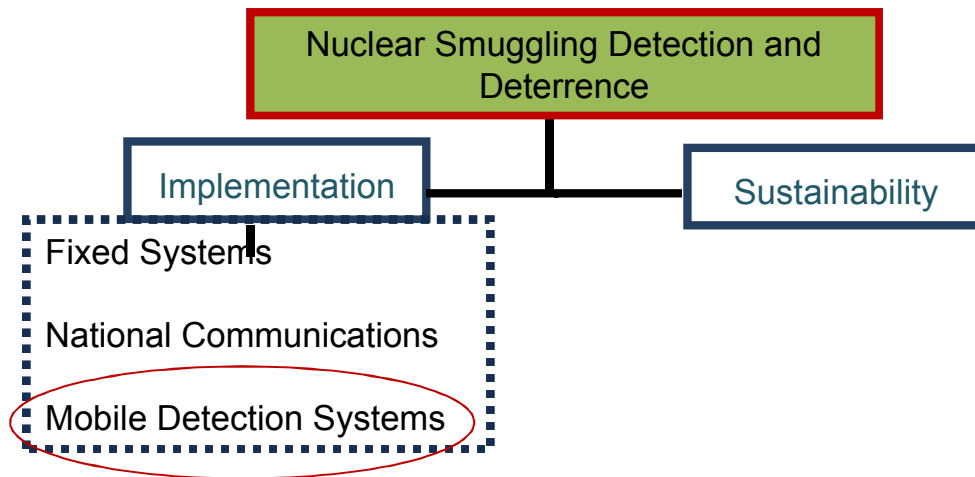 Nuclear Smuggling Detection and
Deterrence
Implementation
Sustainability
Fixed Systems
National Communications
Mobile Detection Systems